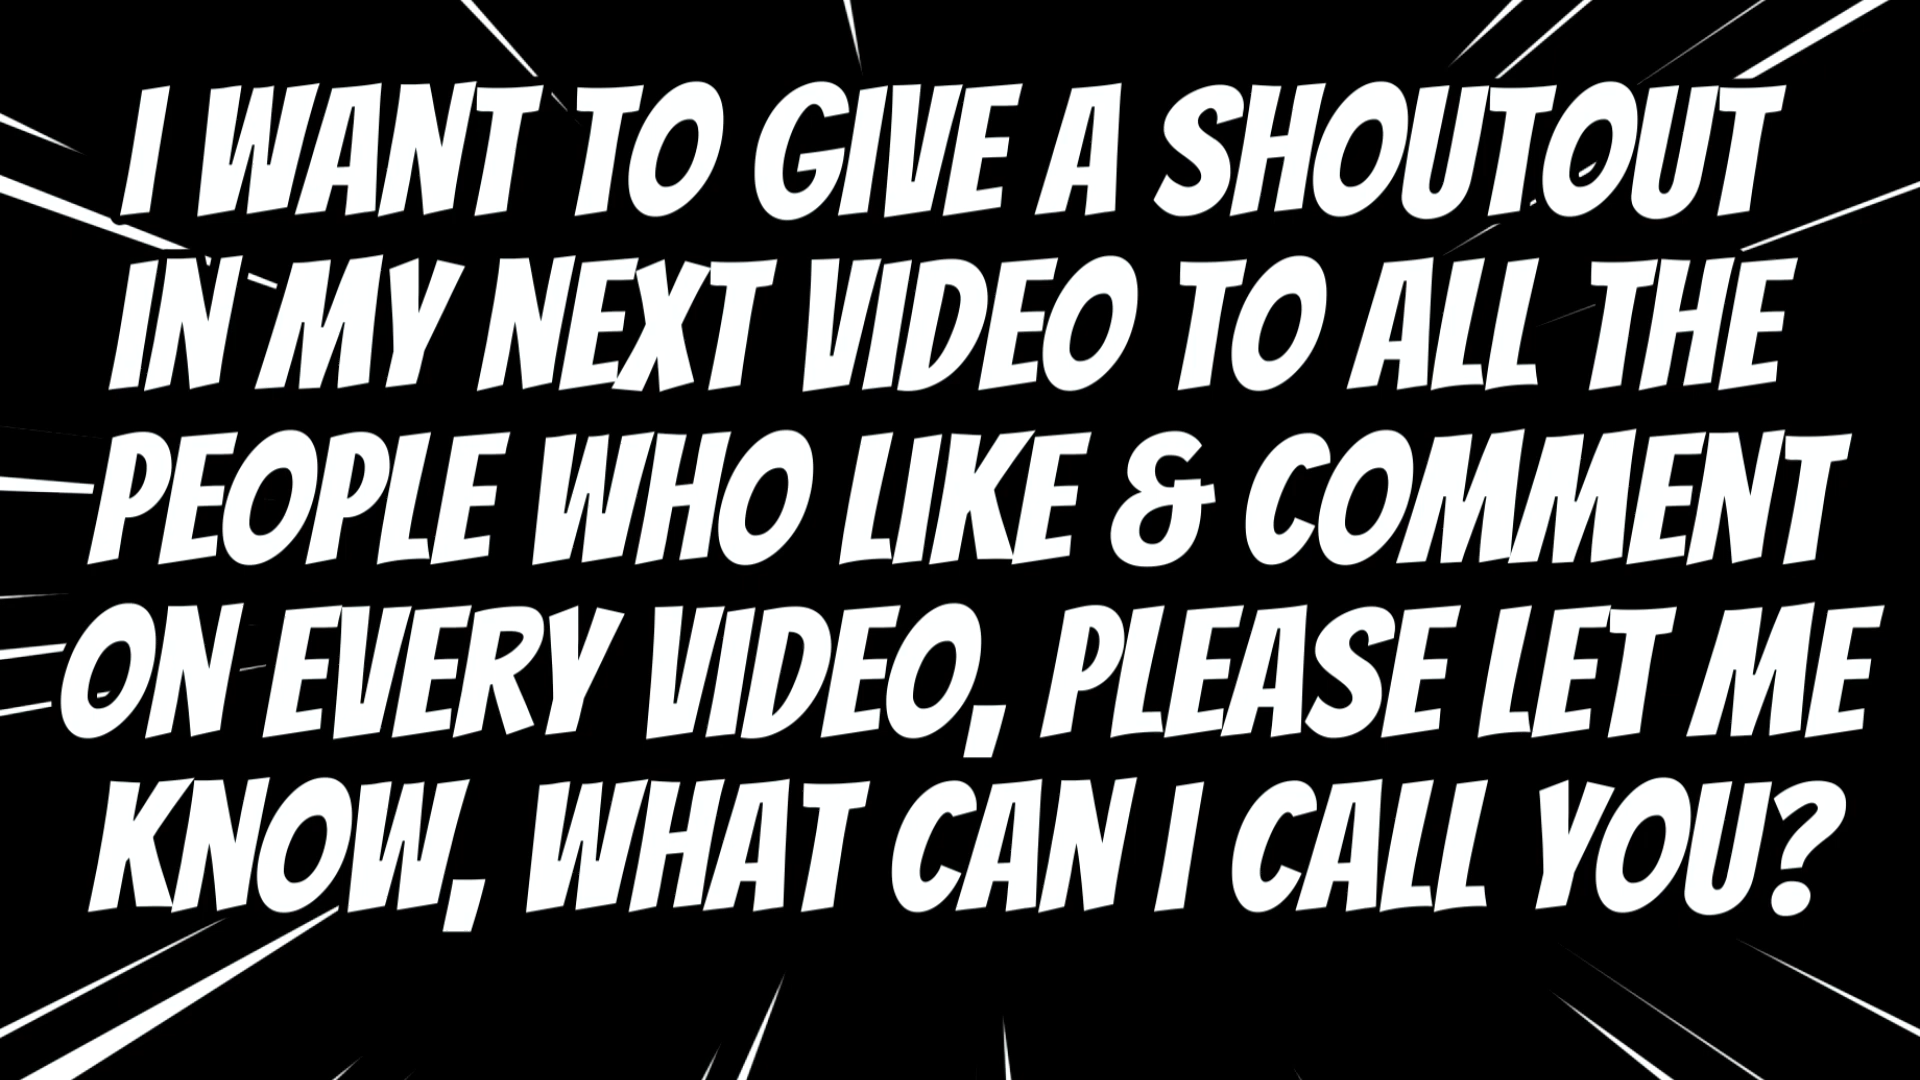 I WANT TO GIVE A SHOUTOUT
IN MY NEXT VIDEO TO ALL THE
PEOPLE WHO LIKE & COMMENT
ON EVERY VIDEO, PLEASE LET ME
KNOW, WHAT CAN I CALL YOU?